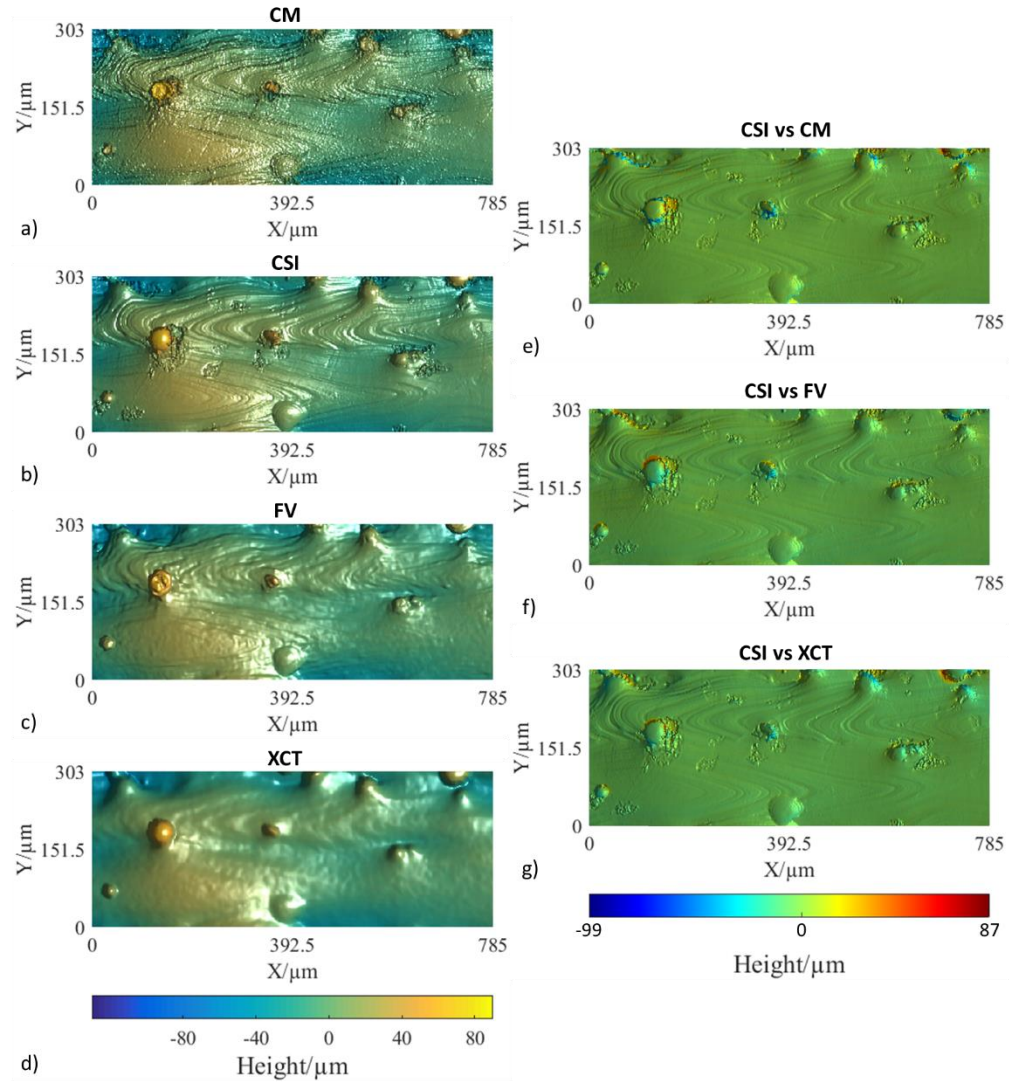 CM
303
151.5
0
Y/µm
0 392.5 785
X/µm
a)
CSI
303
151.5
0
Y/µm
0 392.5 785
X/µm
b)
FV
303
151.5
0
Y/µm
0 392.5 785
X/µm
c)
XCT
303
151.5
0
Y/µm
0 392.5 785
X/µm
-80 -40 0 40 80
Height/µm
d)
CSI vs CM
303
151.5
0
Y/µm
0 392.5 785
X/µm
e)
CSI vs FV
303
151.5
0
Y/µm
0 392.5 785
X/µm
f)
CSI vs XCT
303
151.5
0
Y/µm
0 392.5 785
X/µm
g)
-99 0 87
Height/µm